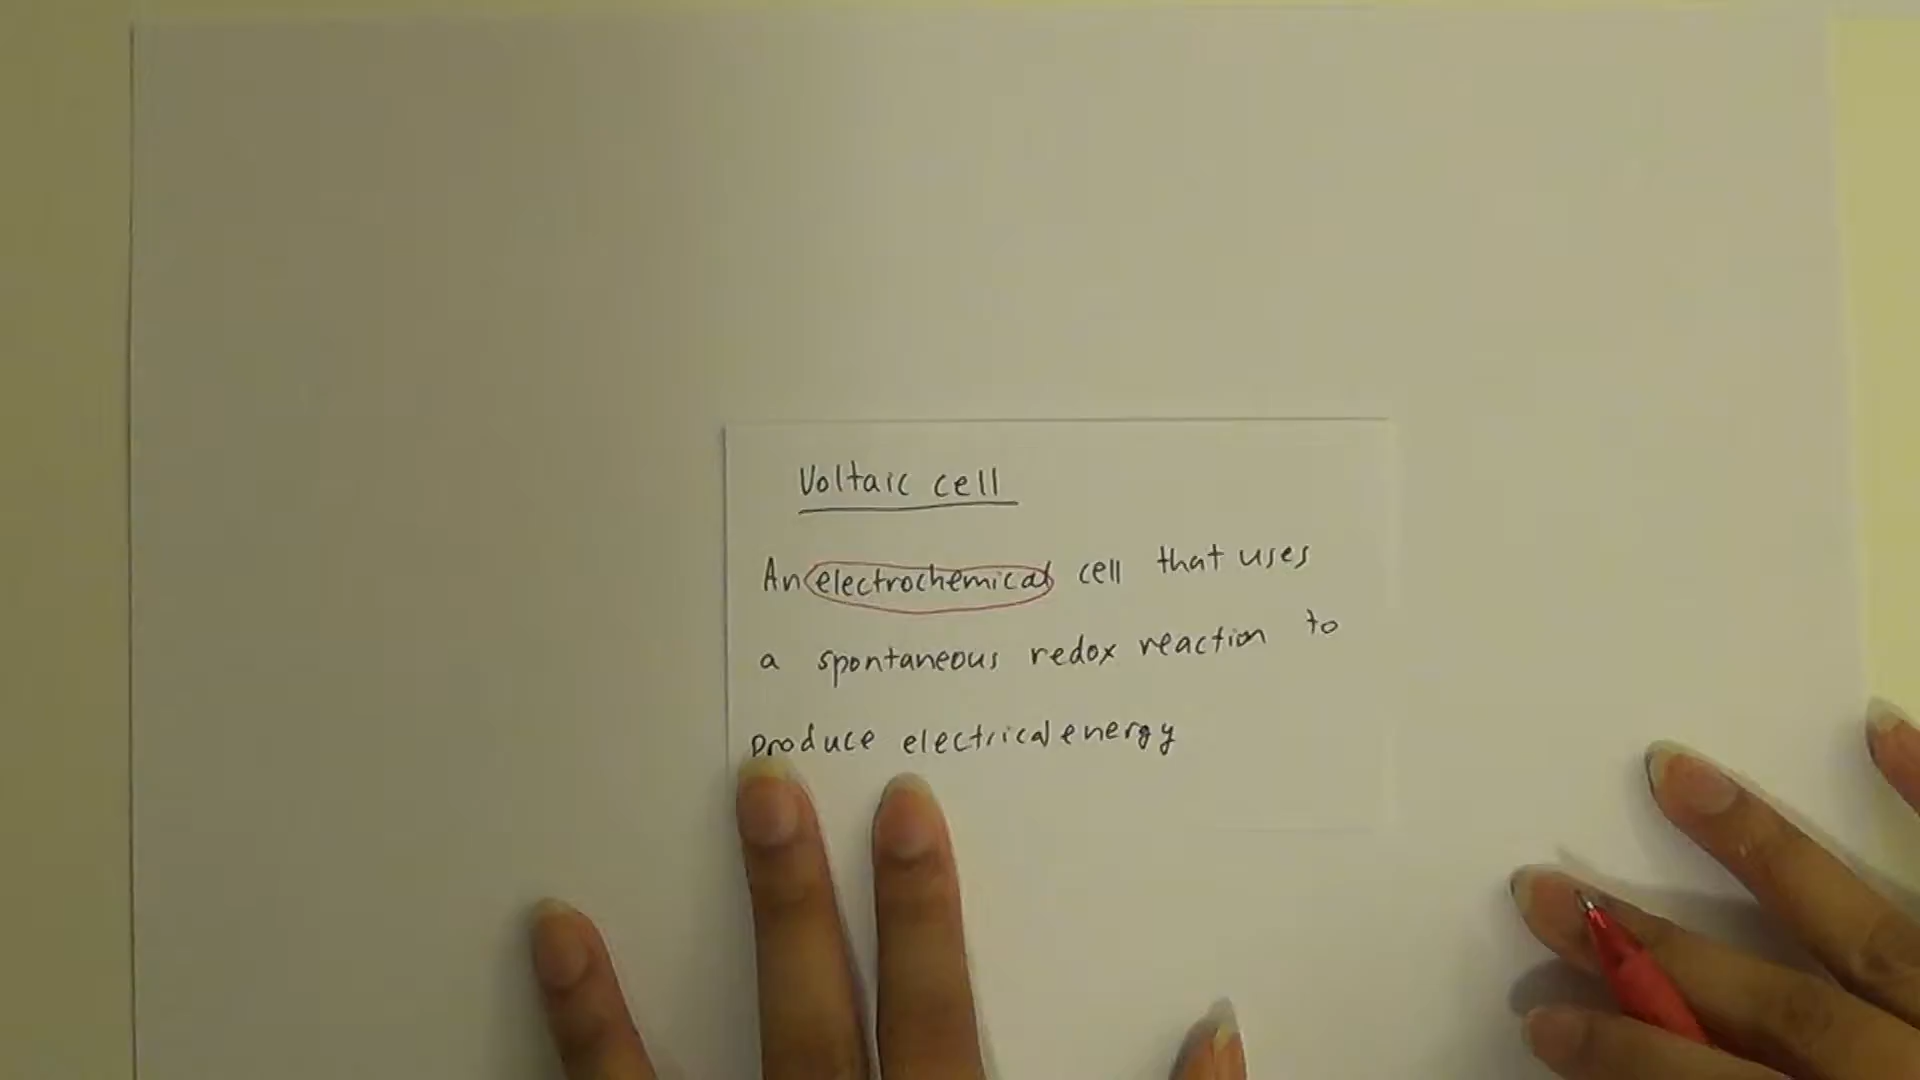 Voltaic cell
An electrochemical cell that uses
a spontaneous redox reaction to
produce electrical energy